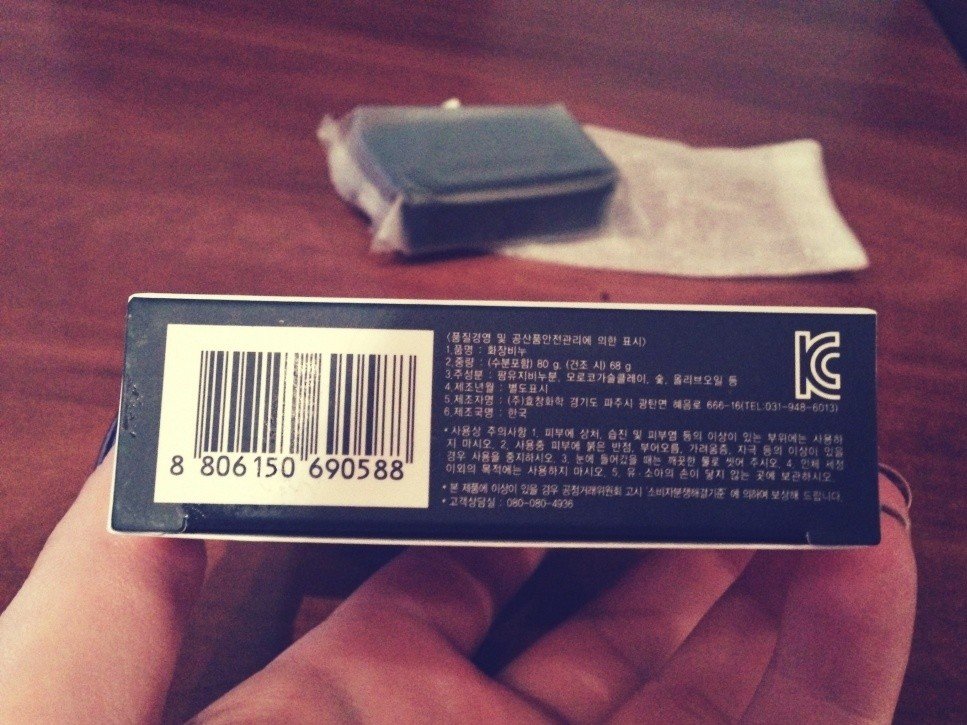 8 806150 690588
(품질경영 및 공산품안전관리에 의한 표시)
1.품명 : 화장비누
2.중량 : (수분포함) 80 g, (건조 시) 68 g
3.주성분 : 팜유지비누분, 모로코가술클레이, 숯, 올리브오일 등
4.제조년월 : 별도표시
5.제조자명 : (주)효창화학 경기도 파주시 광탄면 혜음로 666-16(TEL:031-948-6013)
6.제조국명 : 한국
*사용상 주의사항 1. 피부에 상처, 습진 및 피부염 등의 이상이 있는 부위에는 사용하
지 마시오. 2. 사용중 피부에 붉은 반점, 부어오름, 가려움증, 자극 등의 이상이 있을
경우 사용을 중지하시오. 3. 눈에 들어갔을 때는 깨끗한 물로 씻어 주시오. 4. 인체 세정
이외의 목적에는 사용하지 마시오. 5. 유·소아의 손이 닿지 않는 곳에 보관하시오.
*본 제품에 이상이 있을 경우 공정거래위원회 고시 '소비자분쟁해결기준' 에 의하여 보상해 드립니다.
*고객상담실 : 080-080-4936
KC